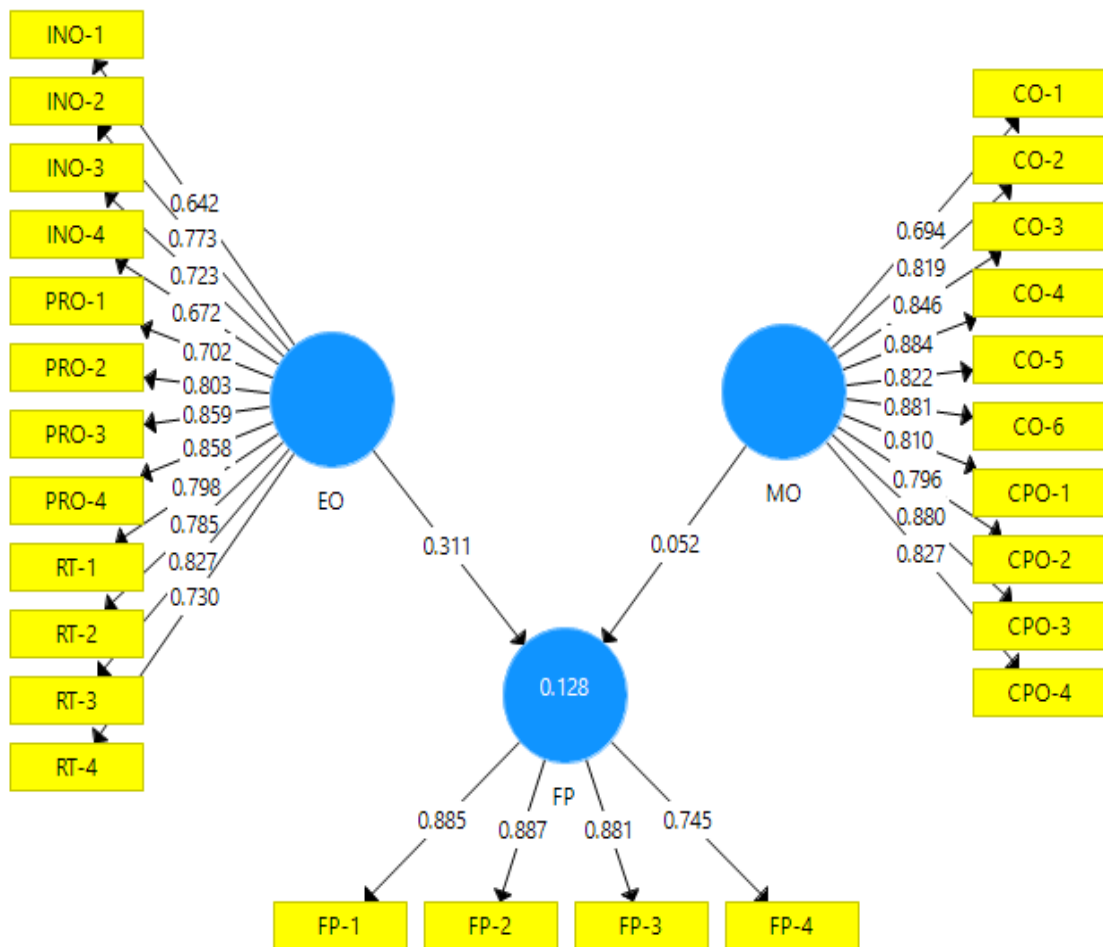 INO-1
INO-2
INO-3
INO-4
PRO-1
PRO-2
PRO-3
PRO-4
RT-1
RT-2
RT-3
RT-4
0.642
0.773
0.723
0.672
0.702
0.803
0.859
0.858
0.798
0.785
0.827
0.730
EO
0.311
CO-1
CO-2
CO-3
CO-4
CO-5
CO-6
CPO-1
CPO-2
CPO-3
CPO-4
0.694
0.819
0.846
0.884
0.822
0.881
0.810
0.796
0.880
0.827
MO
0.052
0.128
FP
0.885
0.887
0.881
0.745
FP-1
FP-2
FP-3
FP-4